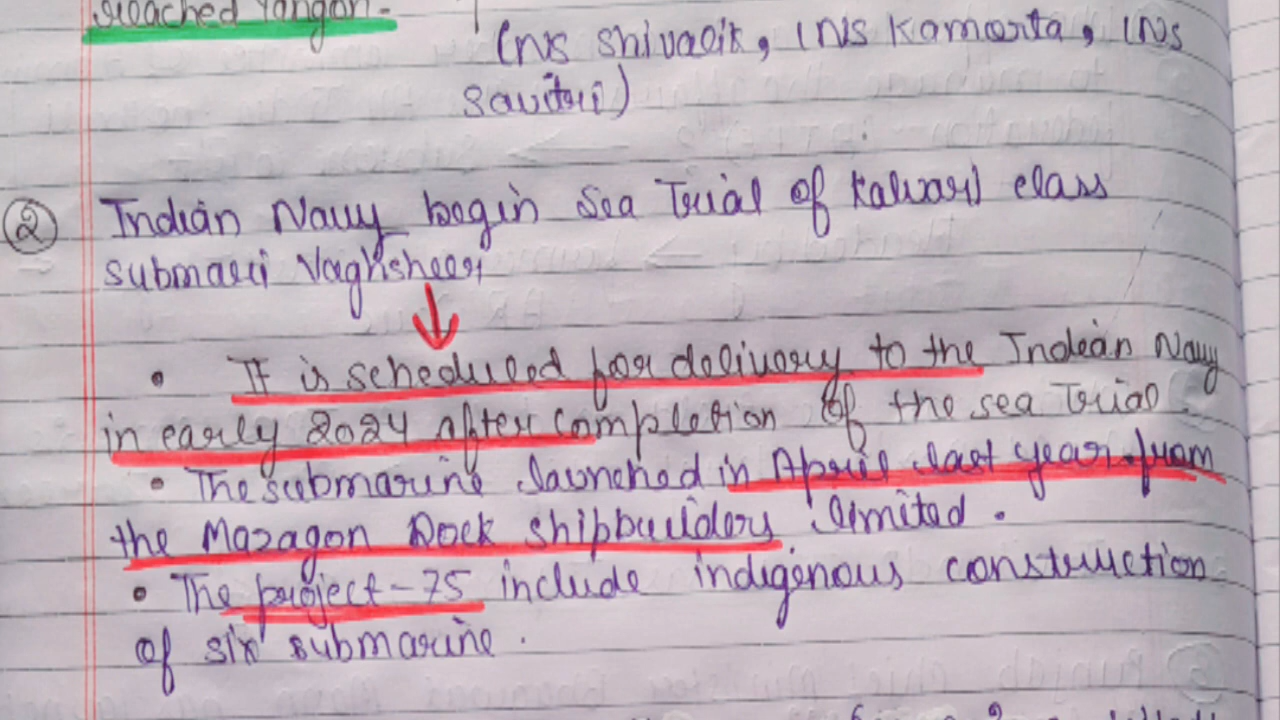 reached Yangon-
(INS Shivalik, INS Kamorta, INS
Savitri)
② Indian Navy begin Sea Trial of Kalvari class
submari Vaghsheer
• It is scheduled for delivery to the Indian Navy
in early 2024 after completion of the sea trial.
• The submarine launched in April last year from
the Mazagon Dock shipbuilders limited.
• The project-75 include indigenous construction
of six submarine.